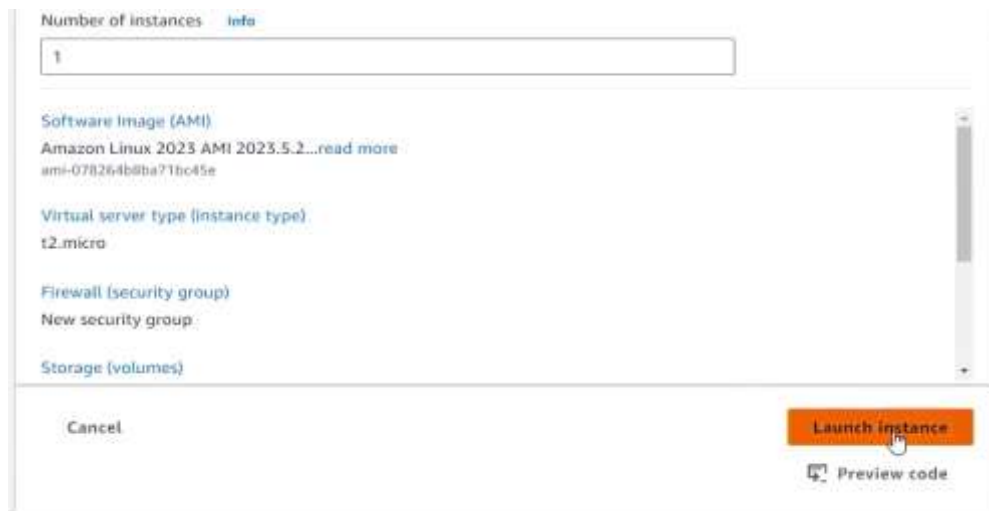 Number of instances Info
1
Software Image (AMI)
Amazon Linux 2023 AMI 2023.5.2...read more
ami-078264b8ba71bc45e
Virtual server type (instance type)
t2.micro
Firewall (security group)
New security group
Storage (volumes)
Cancel
Launch instance
Preview code